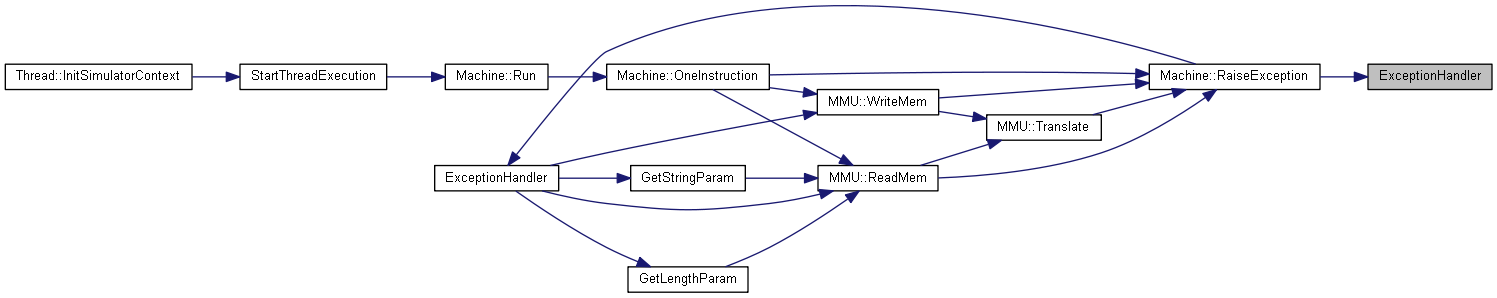 Thread::InitSimulatorContext
StartThreadExecution
Machine::Run
Machine::OneInstruction
Machine::RaiseException
ExceptionHandler
MMU::WriteMem
MMU::Translate
ExceptionHandler
GetStringParam
MMU::ReadMem
GetLengthParam